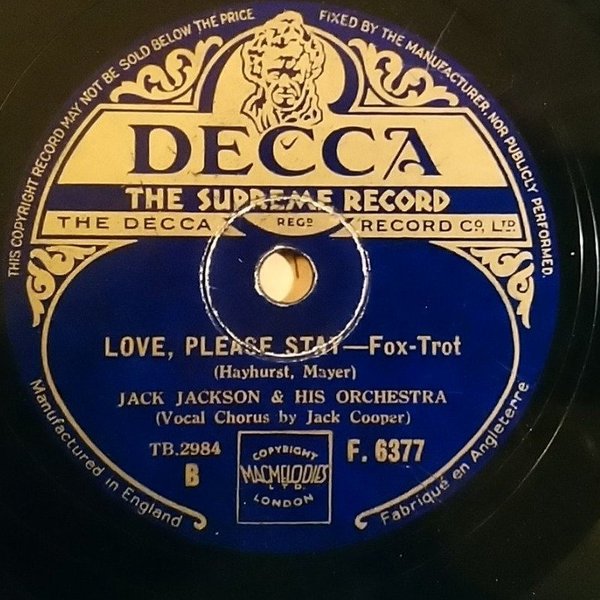 THIS COPYRIGHT RECORD MAY NOT BE SOLD BELOW THE PRICE
FIXED BY THE MANUFACTURER, NOR PUBLICLY PERFORMED.
DECCA
THE SUPREME RECORD
THE DECCA REGD RECORD CO, LTD
LOVE, PLEASE STAY—Fox-Trot
(Hayhurst, Mayer)
JACK JACKSON & HIS ORCHESTRA
(Vocal Chorus by Jack Cooper)
TB.2984
B
COPYRIGHT
MACMELODIES
LTD.
LONDON
F. 6377
Manufactured in England
Fabriqué en Angleterre